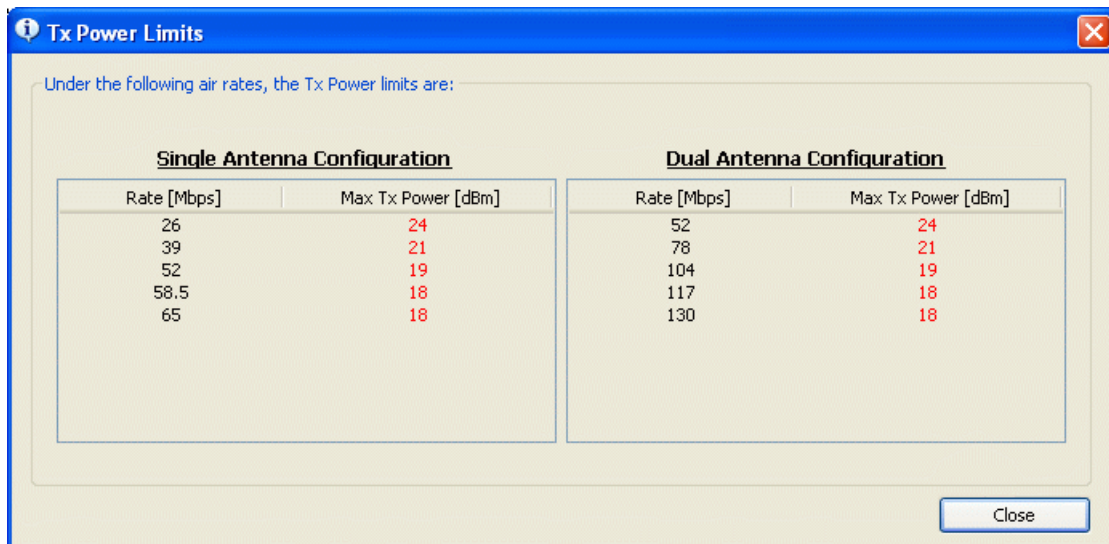 Tx Power Limits
Under the following air rates, the Tx Power limits are:
Single Antenna Configuration
Rate [Mbps] Max Tx Power [dBm]
26 24
39 21
52 19
58.5 18
65 18
Dual Antenna Configuration
Rate [Mbps] Max Tx Power [dBm]
52 24
78 21
104 19
117 18
130 18
Close